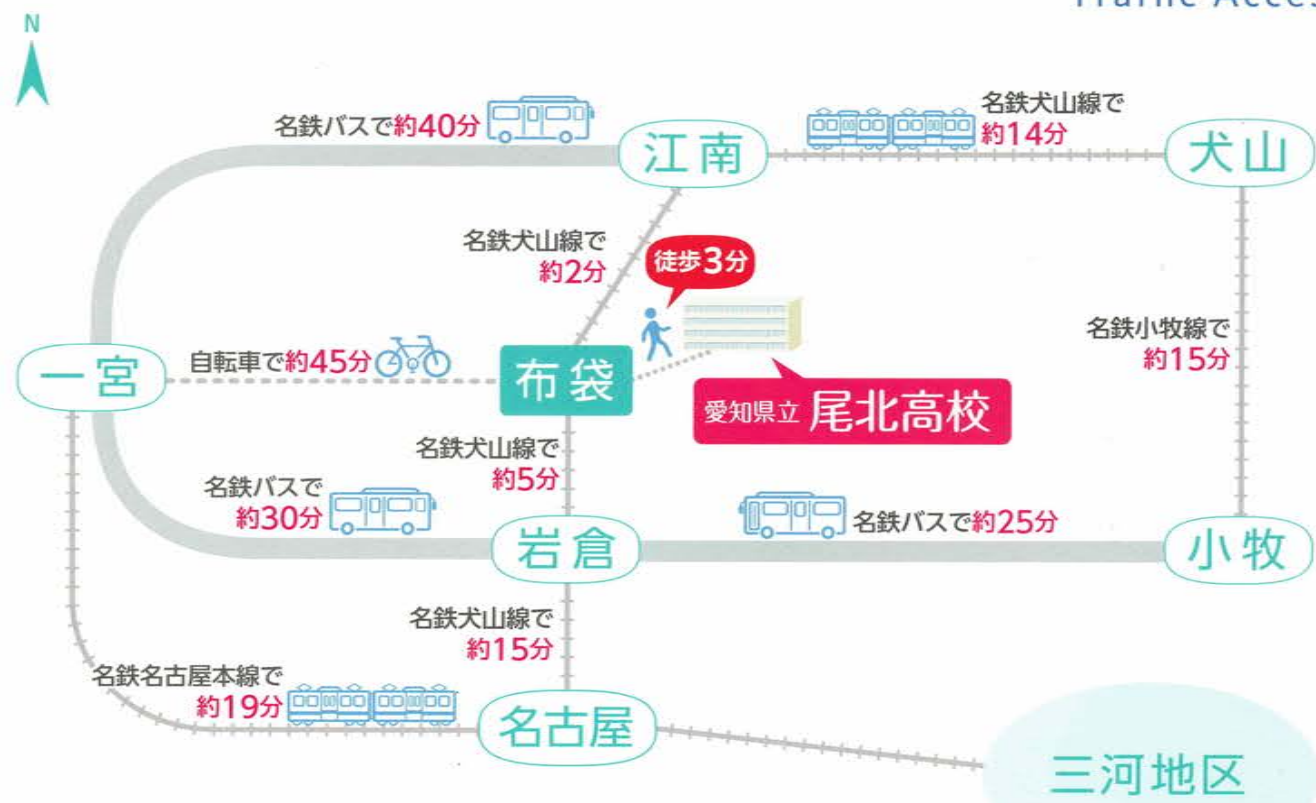 N
名鉄バスで約40分
江南
名鉄犬山線で
約14分
犬山
名鉄犬山線で
約2分
徒歩3分
名鉄小牧線で
約15分
一宮
自転車で約45分
布袋
愛知県立 尾北高校
名鉄犬山線で
約5分
名鉄バスで
約30分
岩倉
名鉄バスで約25分
小牧
名鉄犬山線で
約15分
名鉄名古屋本線で
約19分
名古屋
三河地区